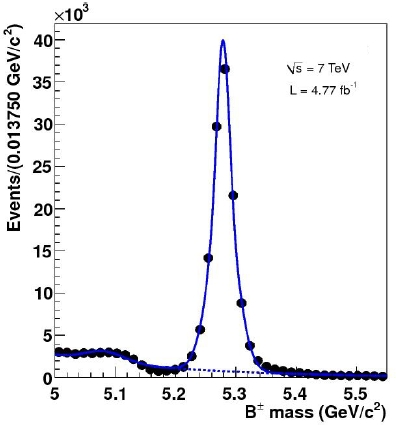 ×10³
Events/(0.013750 GeV/c²)
40
35
30
25
20
15
10
5
0
√s = 7 TeV
L = 4.77 fb⁻¹
5 5.1 5.2 5.3 5.4 5.5
B± mass (GeV/c²)